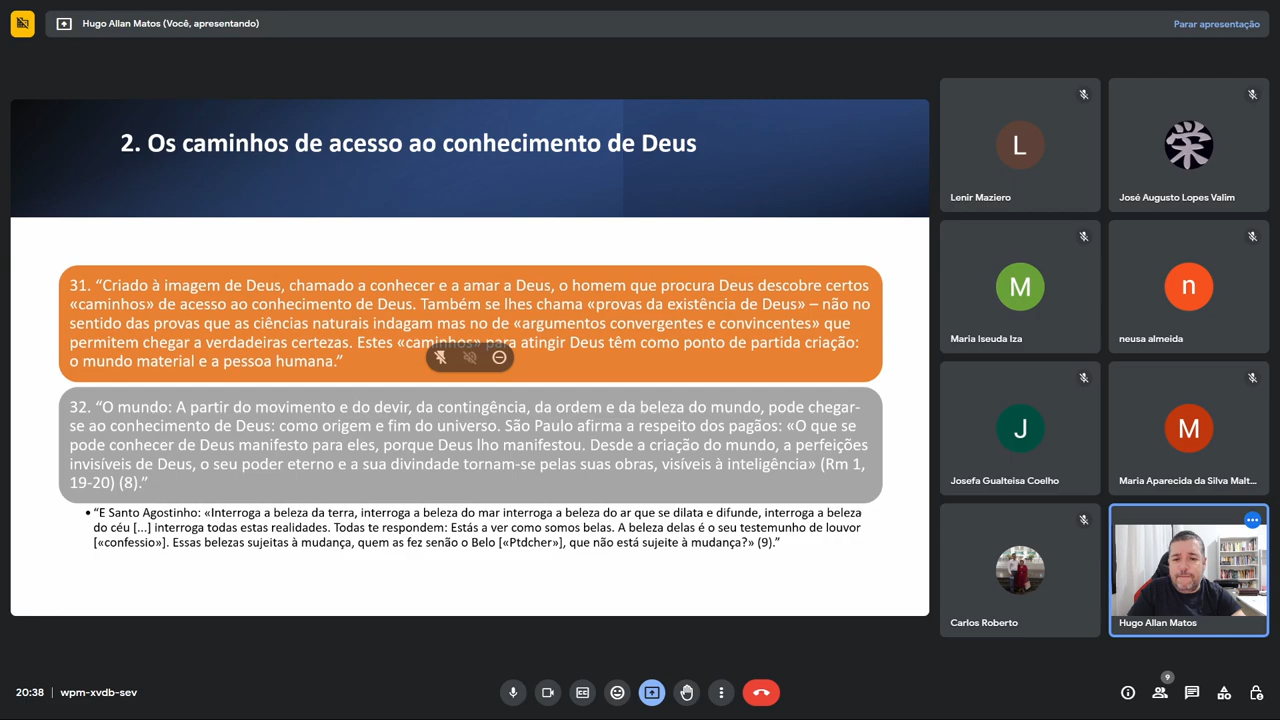 Hugo Allan Matos (Você, apresentando)
Parar apresentação
2. Os caminhos de acesso ao conhecimento de Deus
31. “Criado à imagem de Deus, chamado a conhecer e a amar a Deus, o homem que procura Deus descobre certos
«caminhos» de acesso ao conhecimento de Deus. Também se lhes chama «provas da existência de Deus» – não no
sentido das provas que as ciências naturais indagam mas no de «argumentos convergentes e convincentes» que
permitem chegar a verdadeiras certezas. Estes «caminhos» para atingir Deus têm como ponto de partida criação:
o mundo material e a pessoa humana.”
32. “O mundo: A partir do movimento e do devir, da contingência, da ordem e da beleza do mundo, pode chegar-
se ao conhecimento de Deus: como origem e fim do universo. São Paulo afirma a respeito dos pagãos: «O que se
pode conhecer de Deus manifesto para eles, porque Deus lho manifestou. Desde a criação do mundo, a perfeições
invisíveis de Deus, o seu poder eterno e a sua divindade tornam-se pelas suas obras, visíveis à inteligência» (Rm 1,
19-20) (8).”
• “E Santo Agostinho: «Interroga a beleza da terra, interroga a beleza do mar interroga a beleza do ar que se dilata e difunde, interroga a beleza
do céu [...] interroga todas estas realidades. Todas te respondem: Estás a ver como somos belas. A beleza delas é o seu testemunho de louvor
[«confessio»]. Essas belezas sujeitas à mudança, quem as fez senão o Belo [«Ptdcher»], que não está sujeite à mudança?» (9).”
L
Lenir Maziero
栄
José Augusto Lopes Valim
M
Maria Iseuda Iza
n
neusa almeida
J
Josefa Gualteisa Coelho
M
Maria Aparecida da Silva Malt...
Carlos Roberto
Hugo Allan Matos
20:38 | wpm-xvdb-sev
9